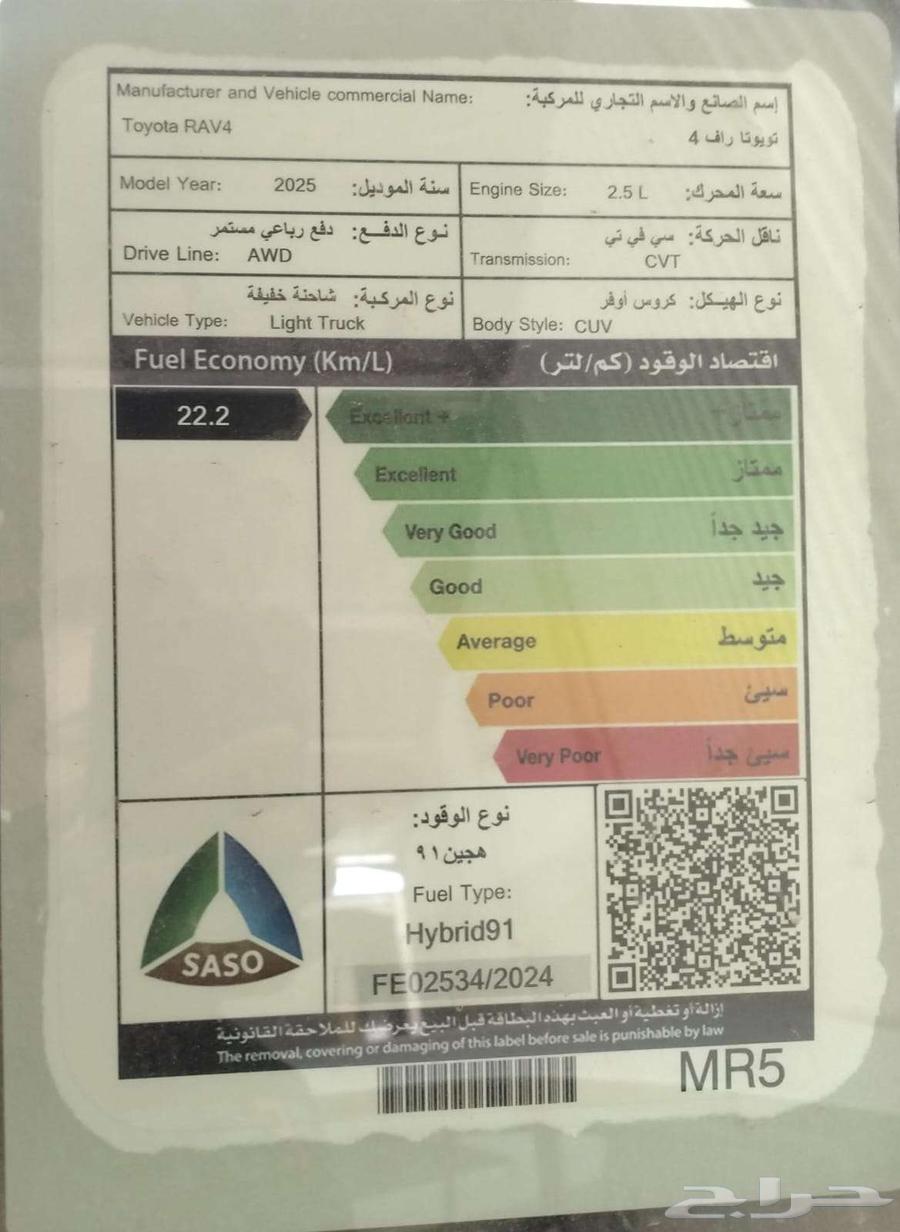 Manufacturer and Vehicle commercial Name: إسم الصانع والاسم التجاري للمركبة:
Toyota RAV4 تويوتا راف 4
Model Year: 2025 سنة الموديل: Engine Size: 2.5 L سعة المحرك:
نوع الدفع: دفع رباعي مستمر ناقل الحركة: سي في تي
Drive Line: AWD Transmission: CVT
نوع المركبة: شاحنة خفيفة نوع الهيكل: كروس أوفر
Vehicle Type: Light Truck Body Style: CUV
Fuel Economy (Km/L) اقتصاد الوقود (كم/لتر)
22.2 Excellent + ممتاز+
Excellent ممتاز
Very Good جيد جداً
Good جيد
Average متوسط
Poor سيئ
Very Poor سيئ جداً
نوع الوقود:
هجين٩١
Fuel Type:
Hybrid91
SASO
FE02534/2024
إزالة أو تغطية أو العبث بهذه البطاقة قبل البيع يعرضك للملاحقة القانونية
The removal, covering or damaging of this label before sale is punishable by law
MR5
حراج